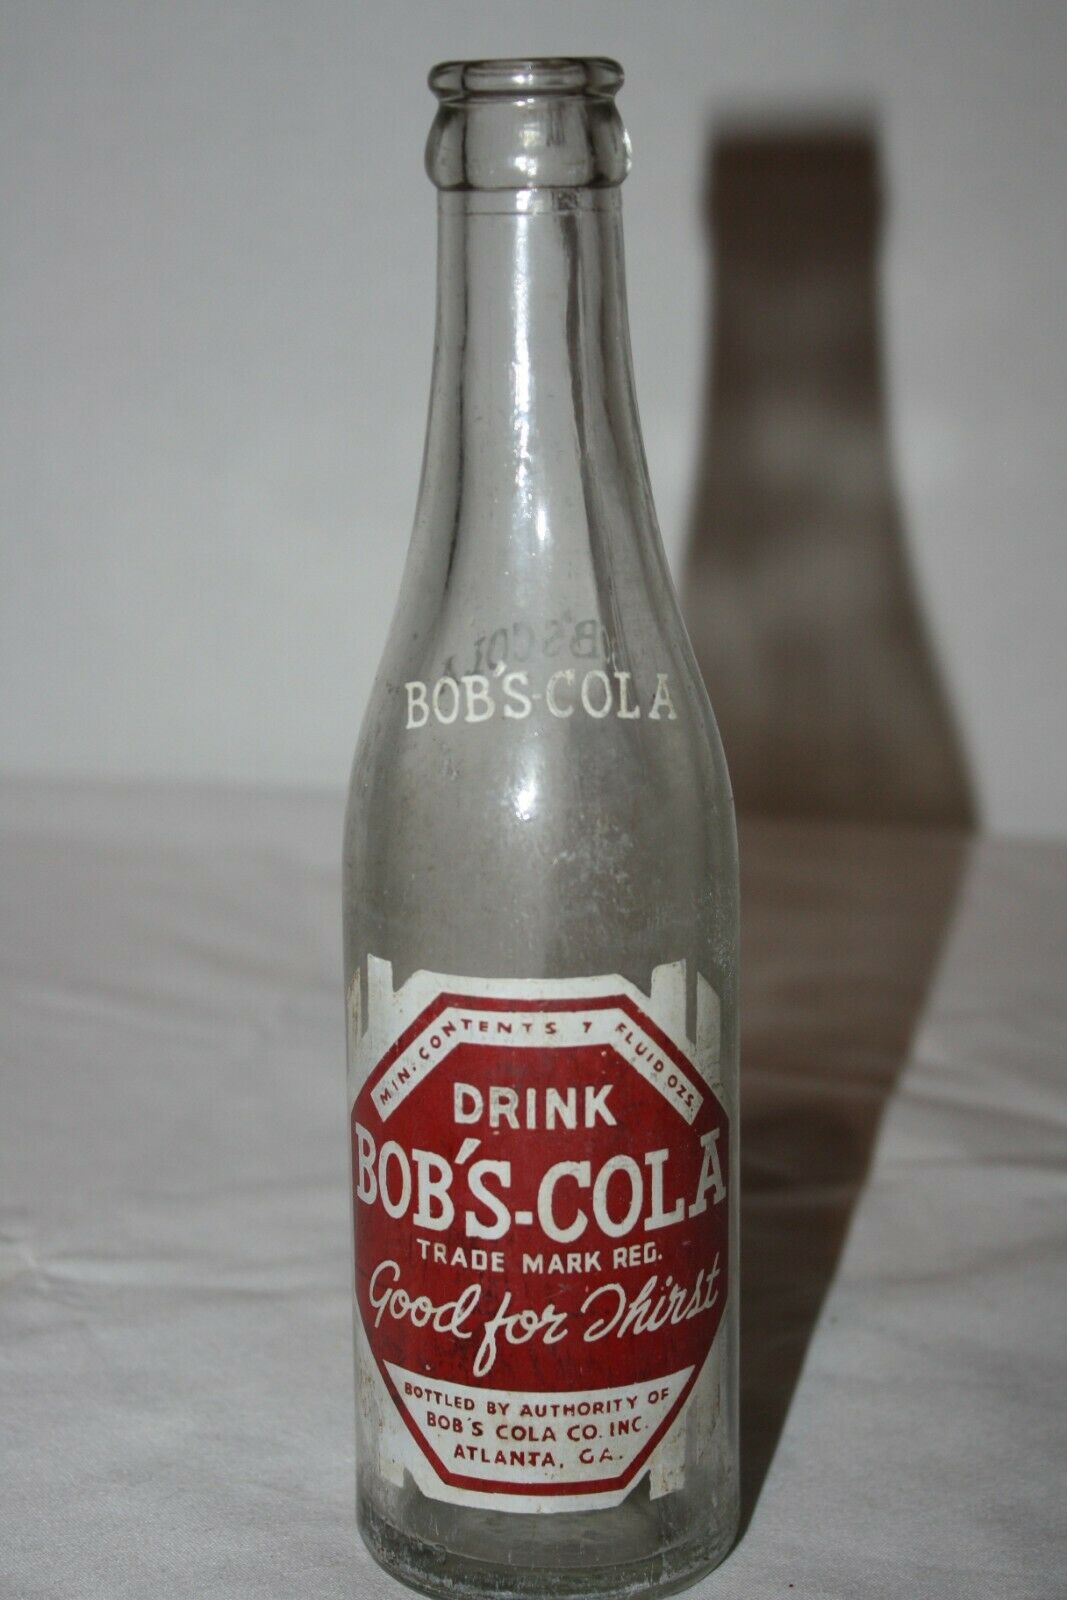 BOB'S-COLA
MIN. CONTENTS 7 FLUID OZS.
DRINK
BOB'S-COLA
TRADE MARK REG.
Good for Thirst
BOTTLED BY AUTHORITY OF
BOB'S COLA CO. INC.
ATLANTA, GA.